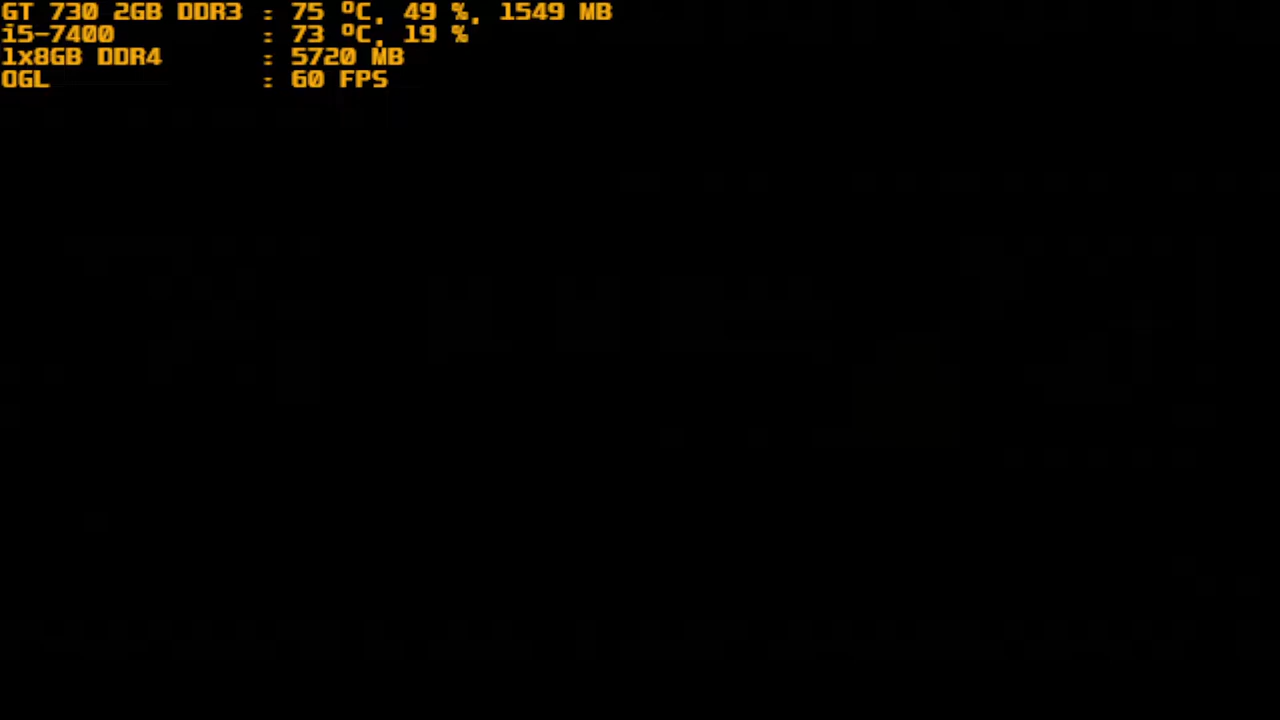 GT 730 2GB DDR3 : 75 ºC, 49 %, 1549 MB
i5-7400 : 73 ºC, 19 %
1x8GB DDR4 : 5720 MB
OGL : 60 FPS